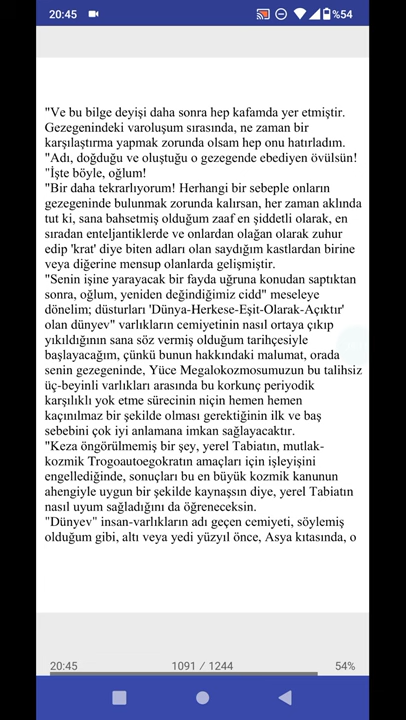 20:45
%54
"Ve bu bilge deyişi daha sonra hep kafamda yer etmiştir.
Gezegenindeki varoluşum sırasında, ne zaman bir
karşılaştırma yapmak zorunda olsam hep onu hatırladım.
"Adı, doğduğu ve oluştuğu o gezegende ebediyen övülsün!
"İşte böyle, oğlum!
"Bir daha tekrarlıyorum! Herhangi bir sebeple onların
gezegeninde bulunmak zorunda kalırsan, her zaman aklında
tut ki, sana bahsetmiş olduğum zaaf en şiddetli olarak, en
sıradan enteljantiklerde ve onlardan olağan olarak zuhur
edip 'krat' diye biten adları olan saydığım kastlardan birine
veya diğerine mensup olanlarda gelişmiştir.
"Senin işine yarayacak bir fayda uğruna konudan saptıktan
sonra, oğlum, yeniden değindiğimiz cidd" meseleye
dönelim; düsturları 'Dünya-Herkese-Eşit-Olarak-Açıktır'
olan dünyev" varlıkların cemiyetinin nasıl ortaya çıkıp
yıkıldığının sana söz vermiş olduğum tarihçesiyle
başlayacağım, çünkü bunun hakkındaki malumat, orada
senin gezegeninde, Yüce Megalokozmosumuzun bu talihsiz
üç-beyinli varlıkları arasında bu korkunç periyodik
karşılıklı yok etme sürecinin niçin hemen hemen
kaçınılmaz bir şekilde olması gerektiğinin ilk ve baş
sebebini çok iyi anlamana imkan sağlayacaktır.
"Keza öngörülmemiş bir şey, yerel Tabiatın, mutlak-
kozmik Trogoautoegokratın amaçları için işleyişini
engellediğinde, sonuçları bu en büyük kozmik kanunun
ahengiyle uygun bir şekilde kaynaşsın diye, yerel Tabiatın
nasıl uyum sağladığını da öğreneceksin.
"Dünyev" insan-varlıkların adı geçen cemiyeti, söylemiş
olduğum gibi, altı veya yedi yüzyıl önce, Asya kıtasında, o
20:45
1091 / 1244
54%